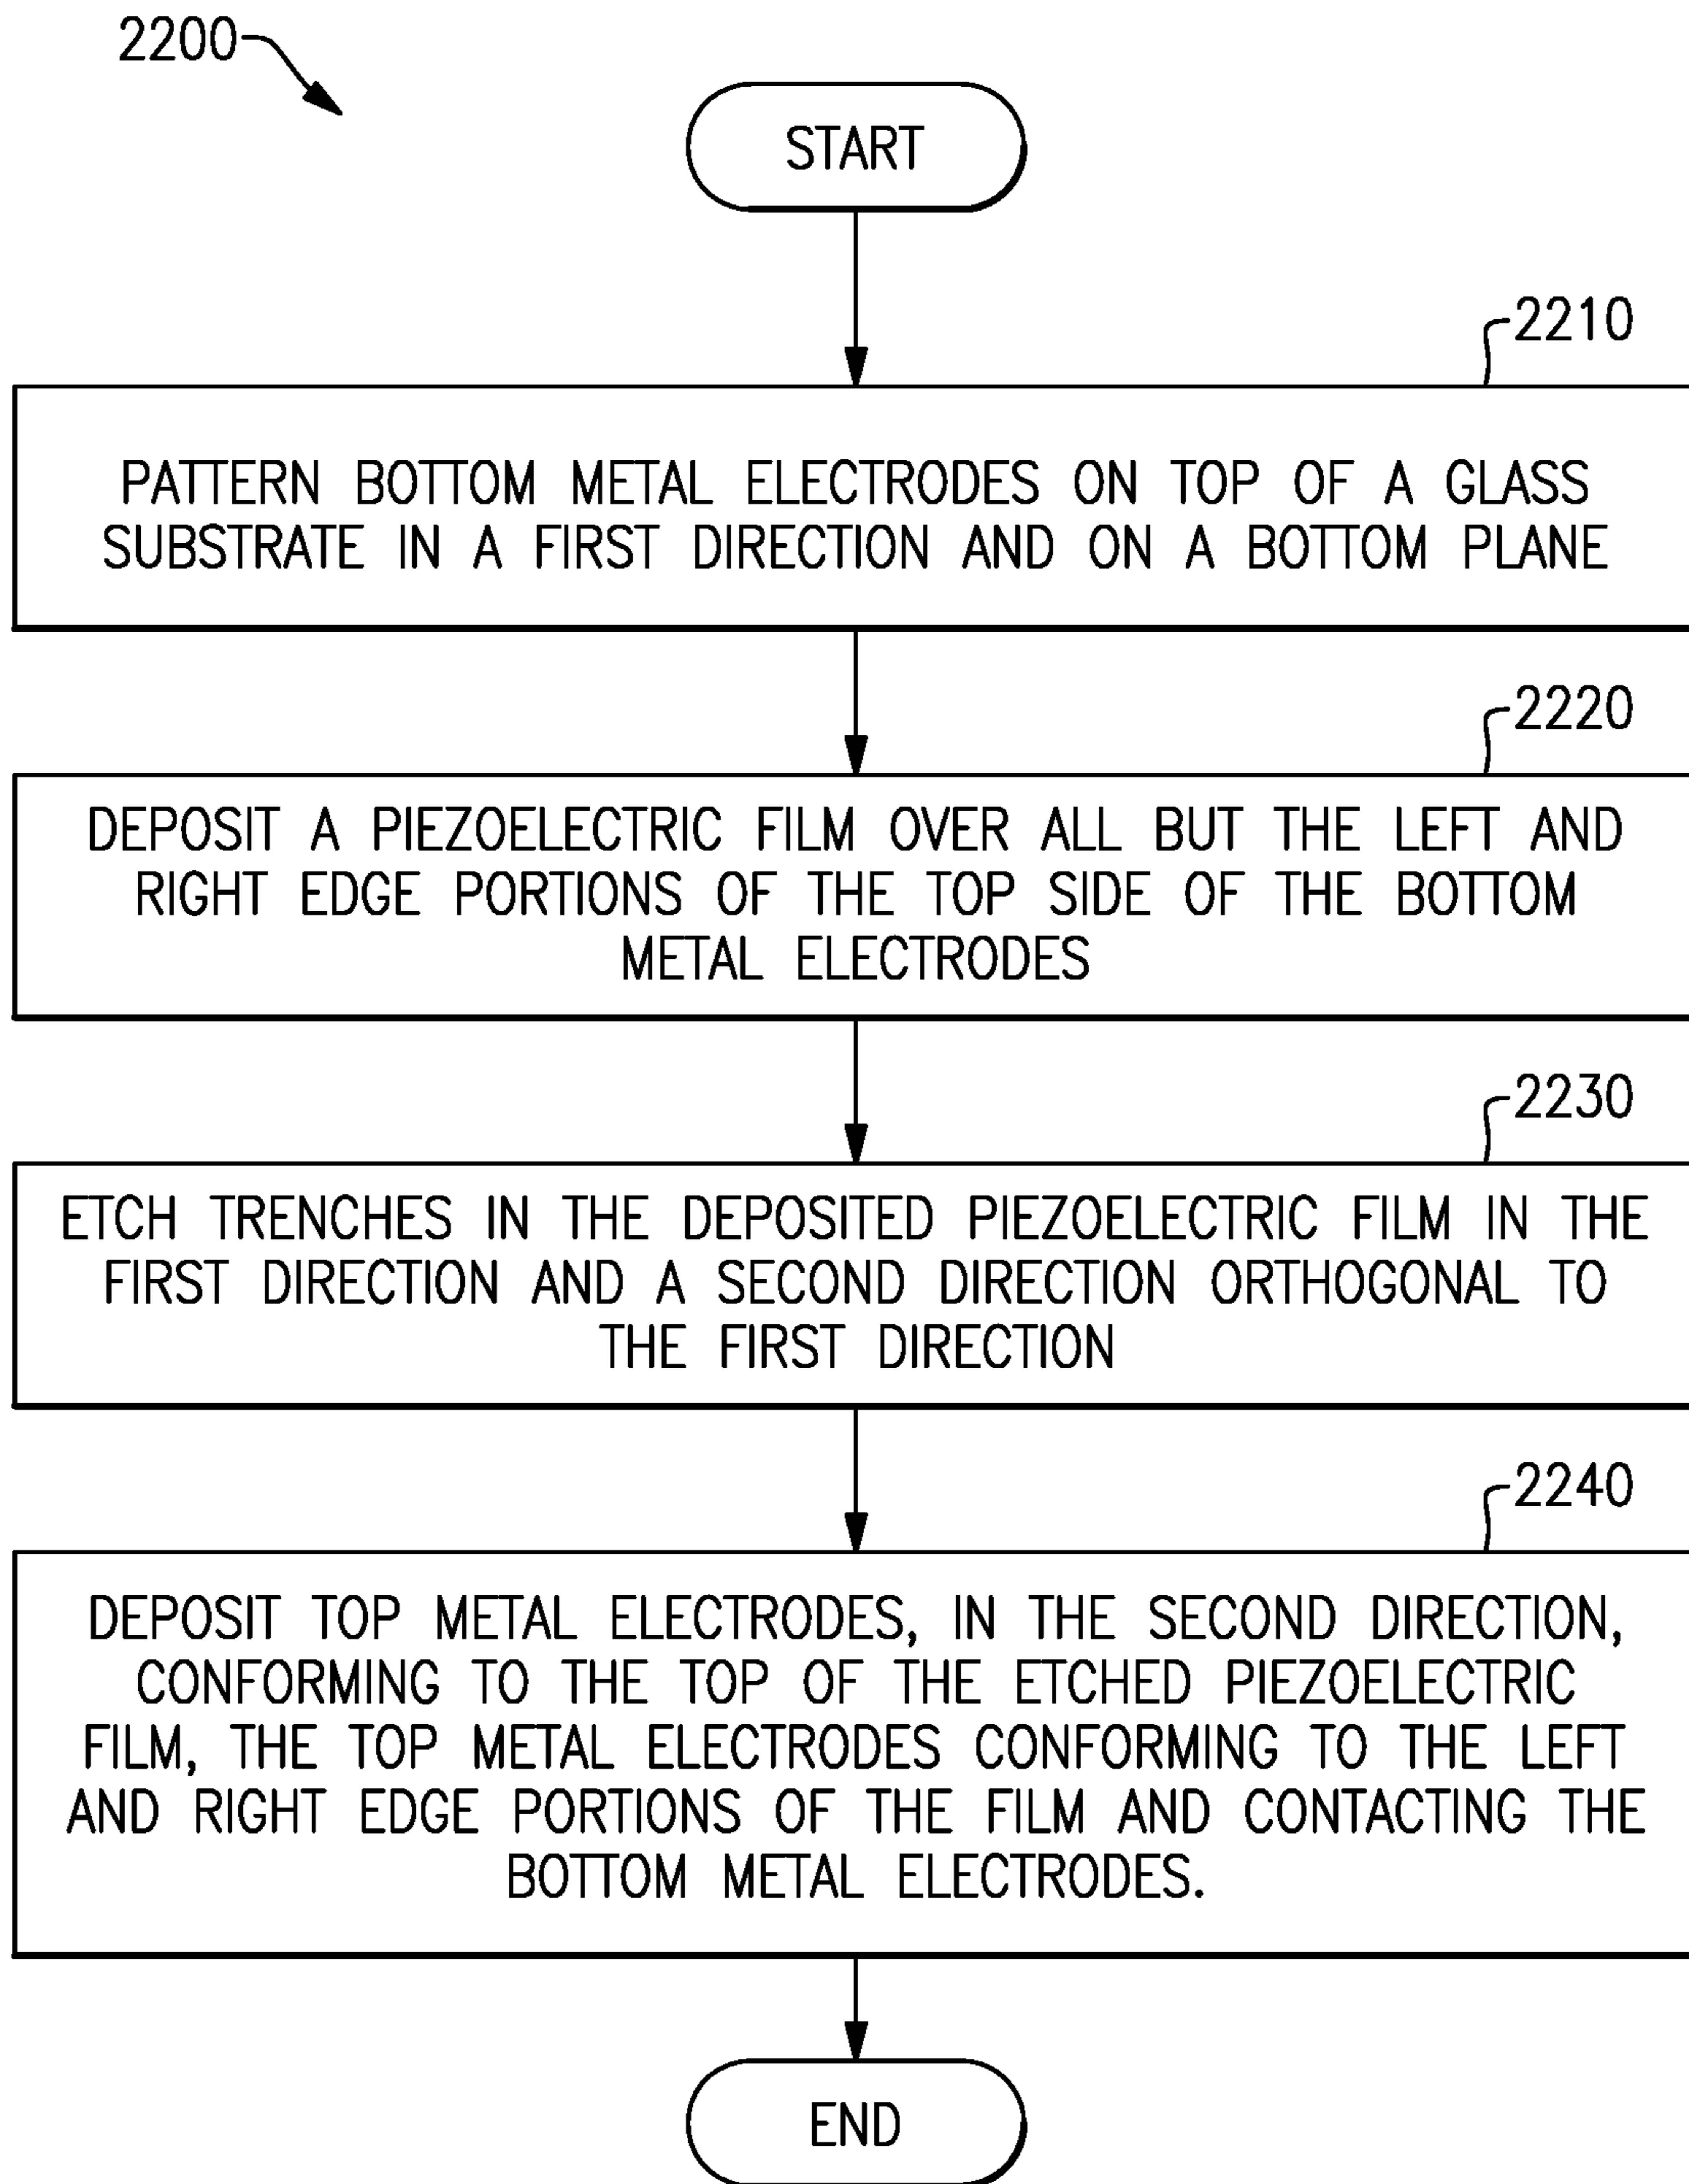 2200
START
2210
PATTERN BOTTOM METAL ELECTRODES ON TOP OF A GLASS
SUBSTRATE IN A FIRST DIRECTION AND ON A BOTTOM PLANE
2220
DEPOSIT A PIEZOELECTRIC FILM OVER ALL BUT THE LEFT AND
RIGHT EDGE PORTIONS OF THE TOP SIDE OF THE BOTTOM
METAL ELECTRODES
2230
ETCH TRENCHES IN THE DEPOSITED PIEZOELECTRIC FILM IN THE
FIRST DIRECTION AND A SECOND DIRECTION ORTHOGONAL TO
THE FIRST DIRECTION
2240
DEPOSIT TOP METAL ELECTRODES, IN THE SECOND DIRECTION,
CONFORMING TO THE TOP OF THE ETCHED PIEZOELECTRIC
FILM, THE TOP METAL ELECTRODES CONFORMING TO THE LEFT
AND RIGHT EDGE PORTIONS OF THE FILM AND CONTACTING THE
BOTTOM METAL ELECTRODES.
END